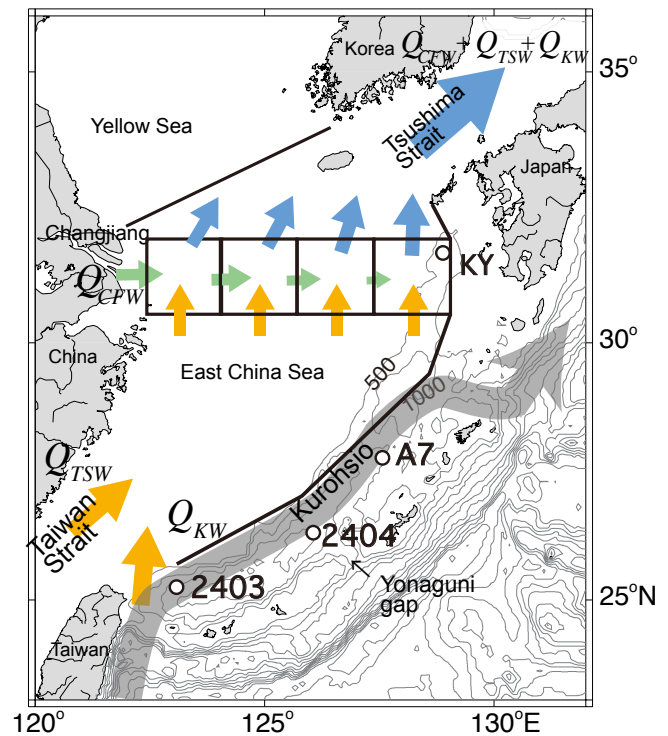 Korea
Q_CFW + Q_TSW + Q_KW
35°
Yellow Sea
Tsushima
Strait
Japan
Changjiang
KY
Q_CFW
30°
China
East China Sea
500
1000
Q_TSW
A7
Kurohsio
Taiwan
Strait
Q_KW
2404
2403
Yonaguni
gap
25°N
Taiwan
120°
125°
130°E